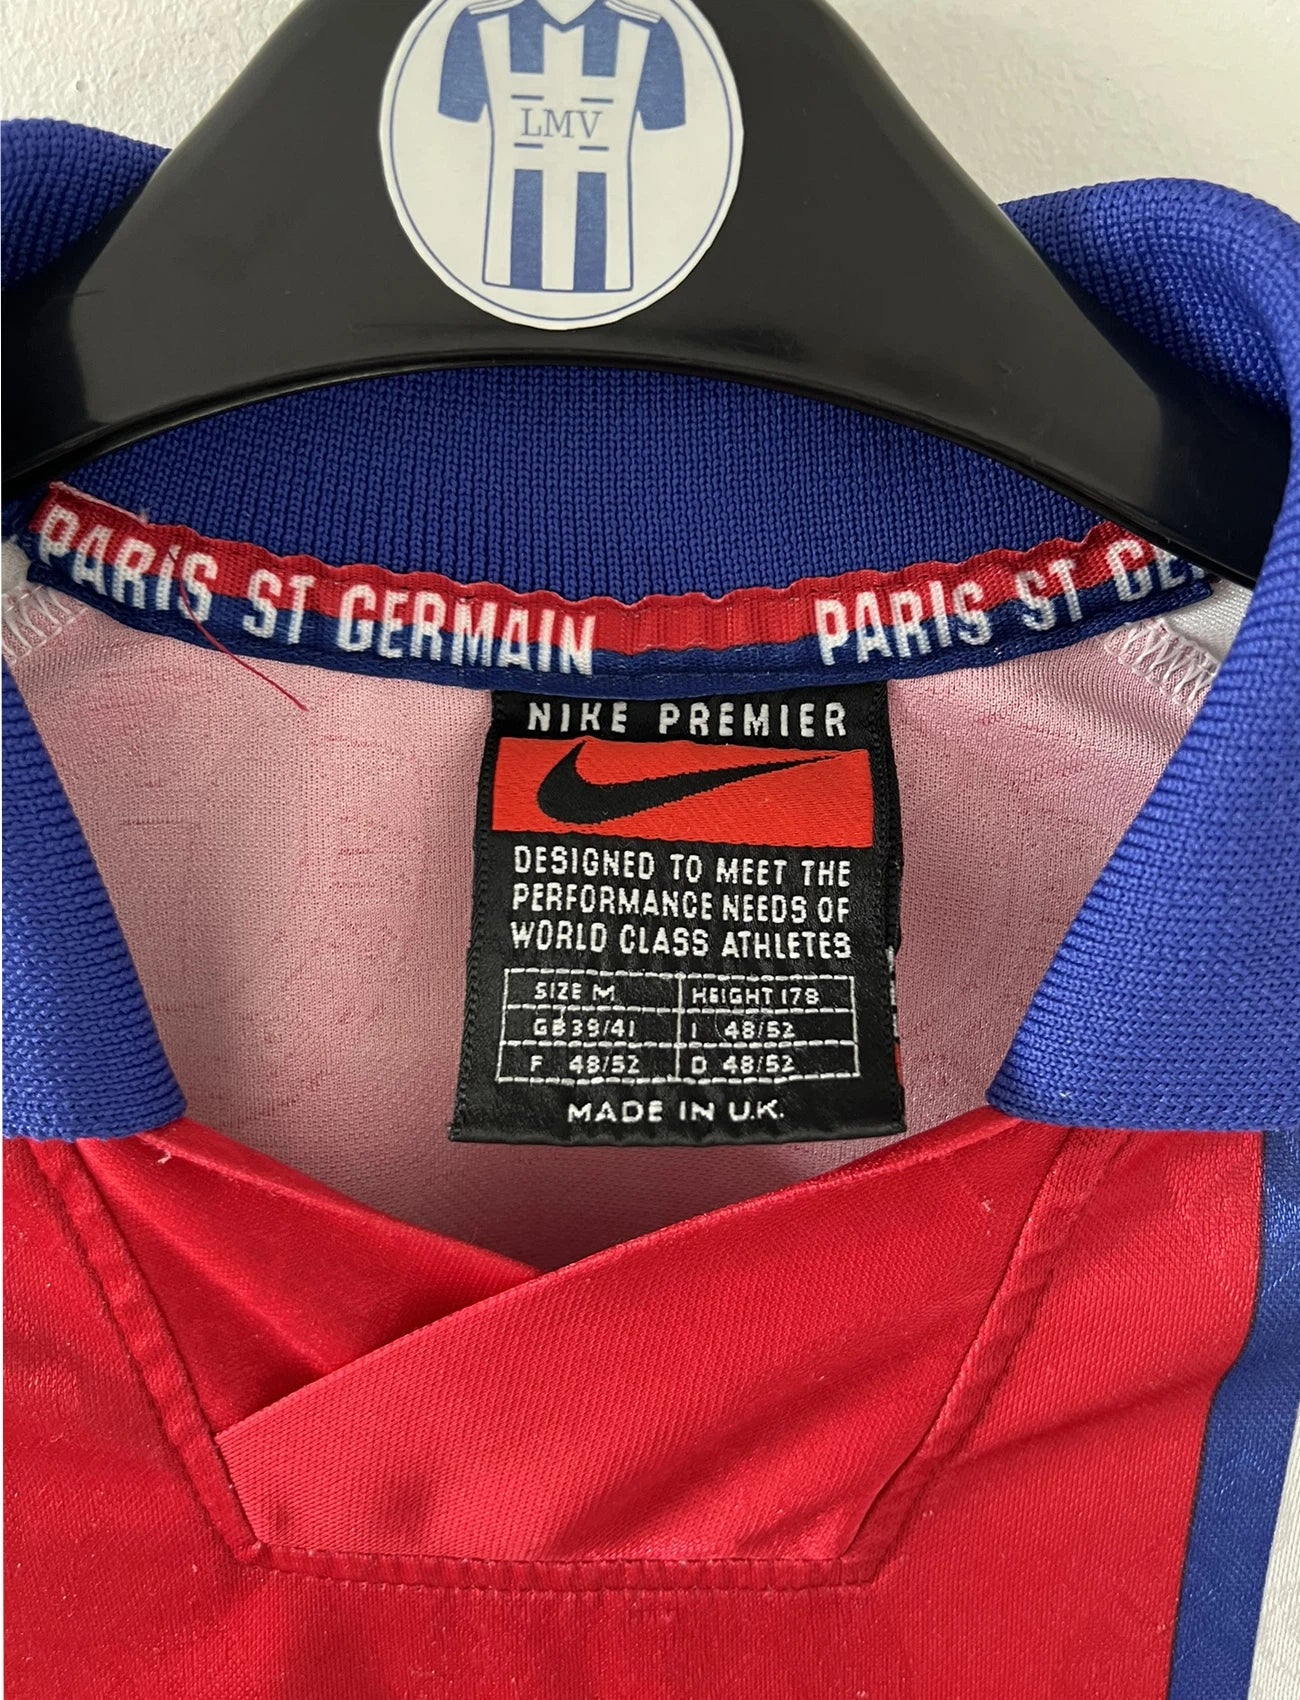 LMV
PARIS ST GERMAIN PARIS ST GE
NIKE PREMIER
DESIGNED TO MEET THE
PERFORMANCE NEEDS OF
WORLD CLASS ATHLETES
SIZE M HEIGHT 178
GB 39/41 I 48/52
F 48/52 D 48/52
MADE IN U.K.